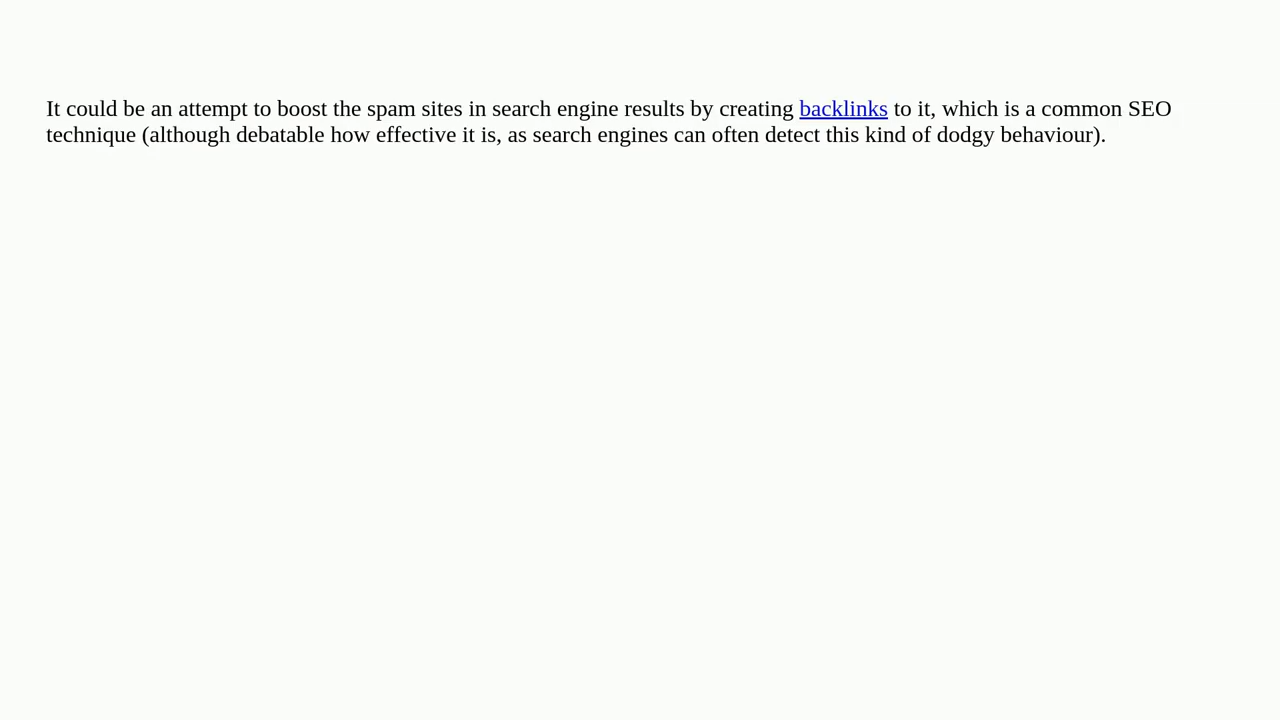 It could be an attempt to boost the spam sites in search engine results by creating backlinks to it, which is a common SEO
technique (although debatable how effective it is, as search engines can often detect this kind of dodgy behaviour).